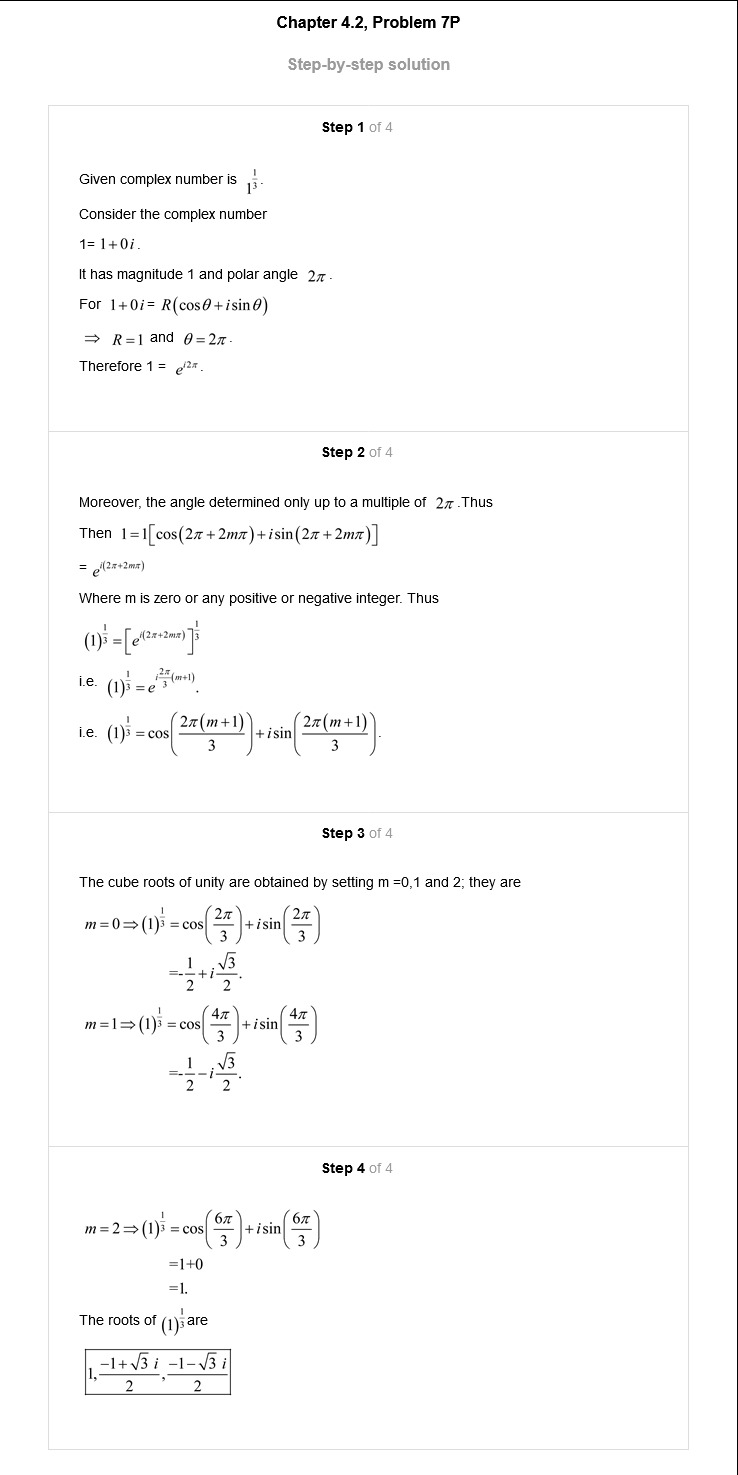 Chapter 4.2, Problem 7P
Step-by-step solution
Step 1 of 4
Given complex number is $1^{\frac{1}{3}}$.
Consider the complex number
1= $1+0i$.
It has magnitude 1 and polar angle $2\pi$.
For $1+0i = R(\cos\theta + i\sin\theta)$
$\Rightarrow R=1$ and $\theta = 2\pi$.
Therefore 1 = $e^{i2\pi}$.
Step 2 of 4
Moreover, the angle determined only up to a multiple of $2\pi$ .Thus
Then $1=1\left[\cos(2\pi+2m\pi)+i\sin(2\pi+2m\pi)\right]$
= $e^{i(2\pi+2m\pi)}$
Where m is zero or any positive or negative integer. Thus
$(1)^{\frac{1}{3}} = \left[e^{i(2\pi+2m\pi)}\right]^{\frac{1}{3}}$
i.e. $(1)^{\frac{1}{3}} = e^{i\frac{2\pi}{3}(m+1)}$.
i.e. $(1)^{\frac{1}{3}} = \cos\left(\frac{2\pi(m+1)}{3}\right)+i\sin\left(\frac{2\pi(m+1)}{3}\right)$.
Step 3 of 4
The cube roots of unity are obtained by setting m =0,1 and 2; they are
$m=0 \Rightarrow (1)^{\frac{1}{3}} = \cos\left(\frac{2\pi}{3}\right)+i\sin\left(\frac{2\pi}{3}\right)$
$=-\frac{1}{2}+i\frac{\sqrt{3}}{2}.$
$m=1 \Rightarrow (1)^{\frac{1}{3}} = \cos\left(\frac{4\pi}{3}\right)+i\sin\left(\frac{4\pi}{3}\right)$
$=-\frac{1}{2}-i\frac{\sqrt{3}}{2}.$
Step 4 of 4
$m=2 \Rightarrow (1)^{\frac{1}{3}} = \cos\left(\frac{6\pi}{3}\right)+i\sin\left(\frac{6\pi}{3}\right)$
=1+0
=1.
The roots of $(1)^{\frac{1}{3}}$ are
$1, \frac{-1+\sqrt{3}\,i}{2}, \frac{-1-\sqrt{3}\,i}{2}$